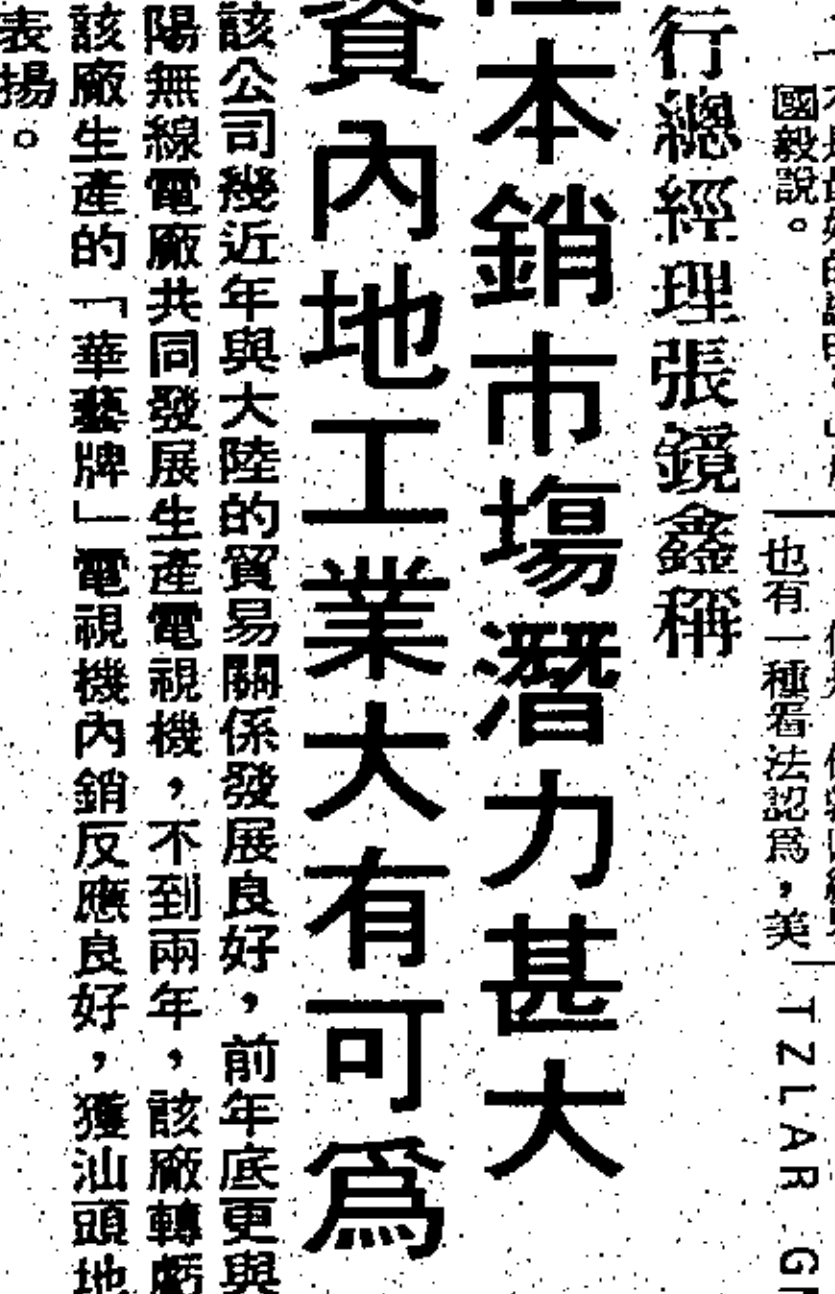 國毅說。
也有一種看法認爲，美
TZLAR
行總經理張鏡鑫稱
本銷市場潛力甚大
資內地工業大有可爲
該公司幾近年與大陸的貿易關係發展良好，前年底更與
陽無線電廠共同發展生產電視機，不到兩年，該廠轉虧
該廠生產的「華藝牌」電視機內銷反應良好，獲汕頭地
表揚。